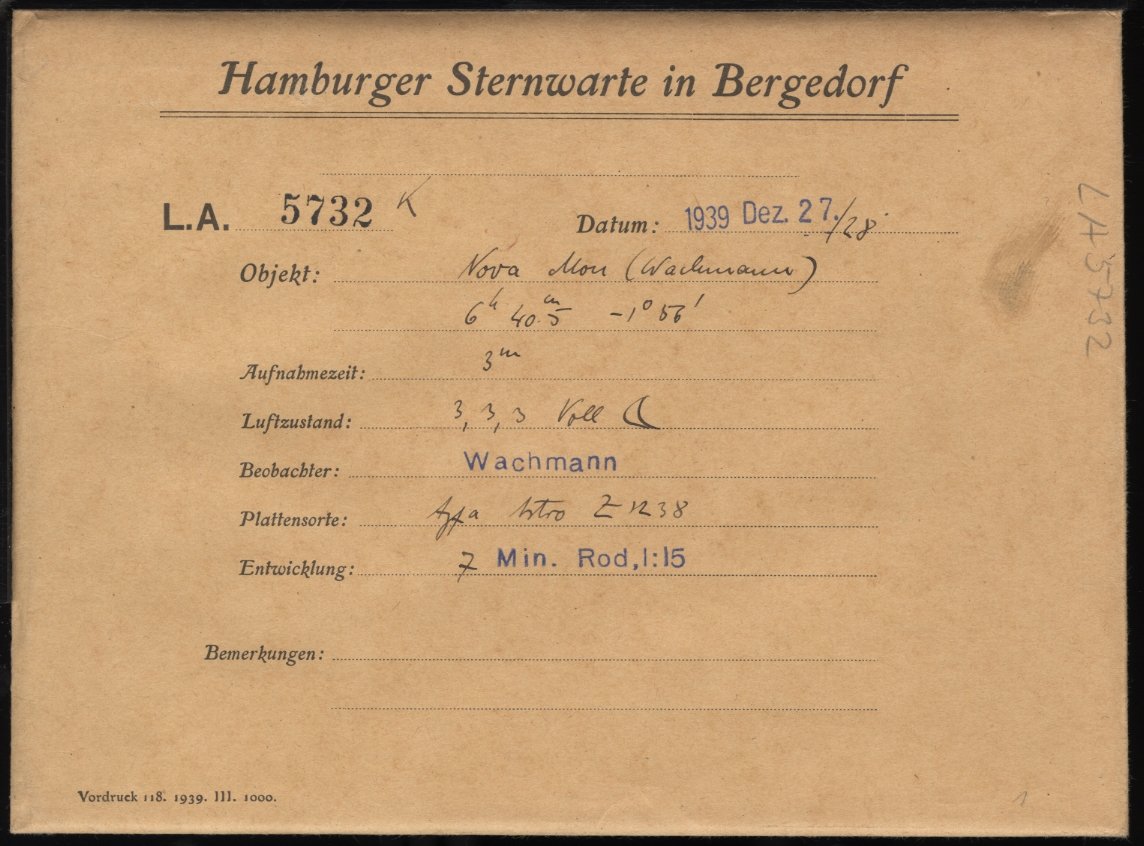 Hamburger Sternwarte in Bergedorf
L.A. 5732 K
Datum: 1939 Dez. 27./28.
Objekt: Nova Mon (Wachmann)
6ʰ 40.ᵐ5 -1° 56'
Aufnahmezeit: 3ᵐ
Luftzustand: 3, 3, 3 Voll ☾
Beobachter: Wachmann
Plattensorte: Agfa Astro Z 1238
Entwicklung: 7 Min. Rod,1:15
Bemerkungen:
Vordruck 118. 1939. III. 1000.
1
LA 5732